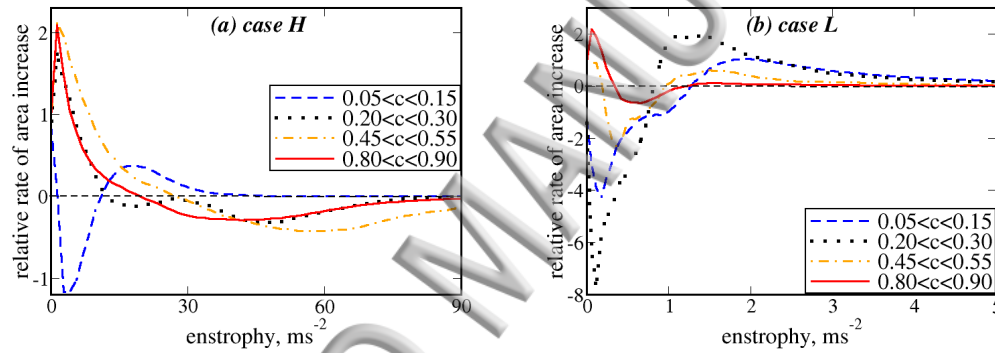 (a) case H
relative rate of area increase
2
1
0
-1
0.05<c<0.15
0.20<c<0.30
0.45<c<0.55
0.80<c<0.90
0 30 60 90
enstrophy, ms-2
(b) case L
relative rate of area increase
2
0
-2
-4
-6
-8
0.05<c<0.15
0.20<c<0.30
0.45<c<0.55
0.80<c<0.90
0 1 2 3 4 5
enstrophy, ms-2